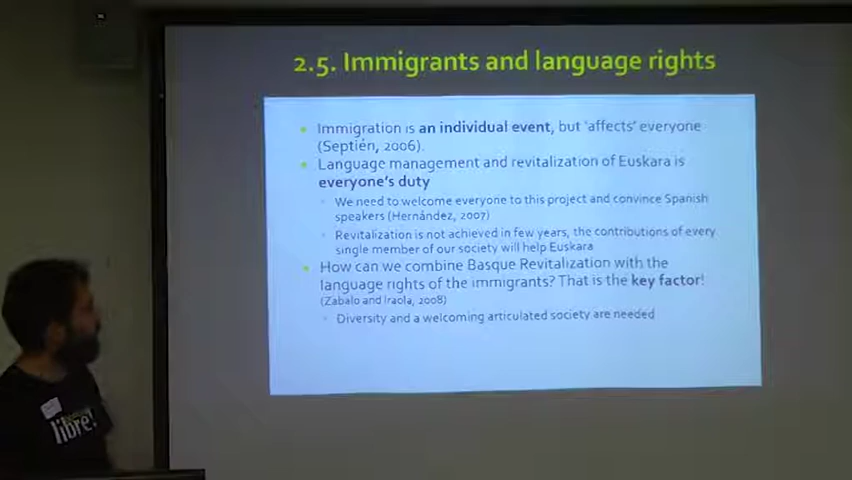 2.5. Immigrants and language rights
Immigration is an individual event, but 'affects' everyone
(Septién, 2006).
Language management and revitalization of Euskara is
everyone's duty
We need to welcome everyone to this project and convince Spanish
speakers (Hernández, 2007)
Revitalization is not achieved in few years, the contributions of every
single member of our society will help Euskara
How can we combine Basque Revitalization with the
language rights of the immigrants? That is the key factor!
(Zabalo and Iraola, 2008)
Diversity and a welcoming articulated society are needed
libre!